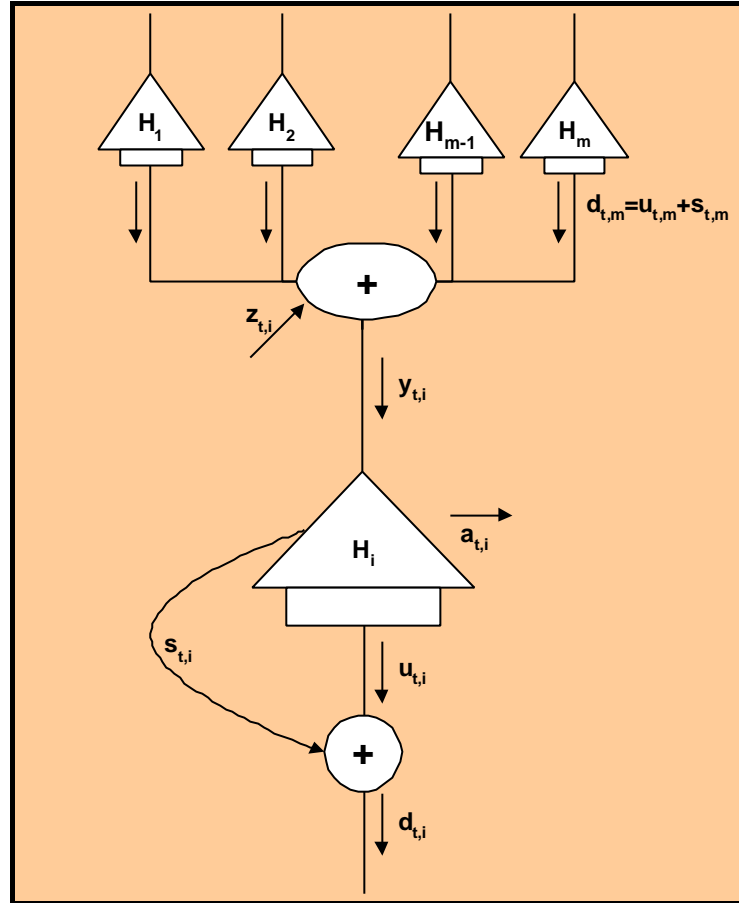 H1 H2 Hm-1 Hm
dt,m=ut,m+st,m
+
zt,i
yt,i
Hi
at,i
st,i
ut,i
+
dt,i